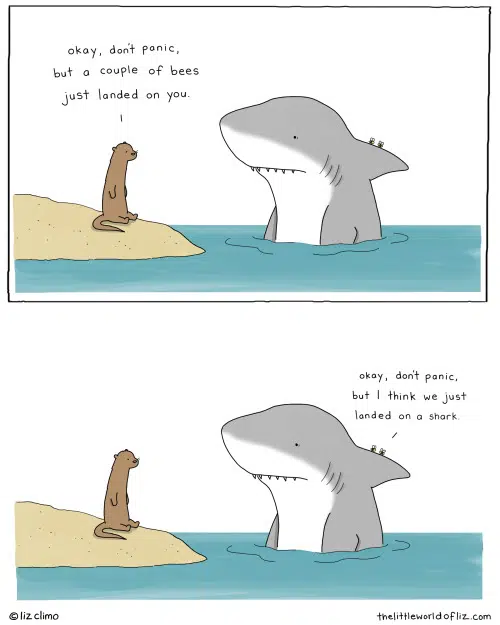 okay, don't panic,
but a couple of bees
just landed on you.
okay, don't panic,
but I think we just
landed on a shark.
©liz climo
thelittleworldofliz.com